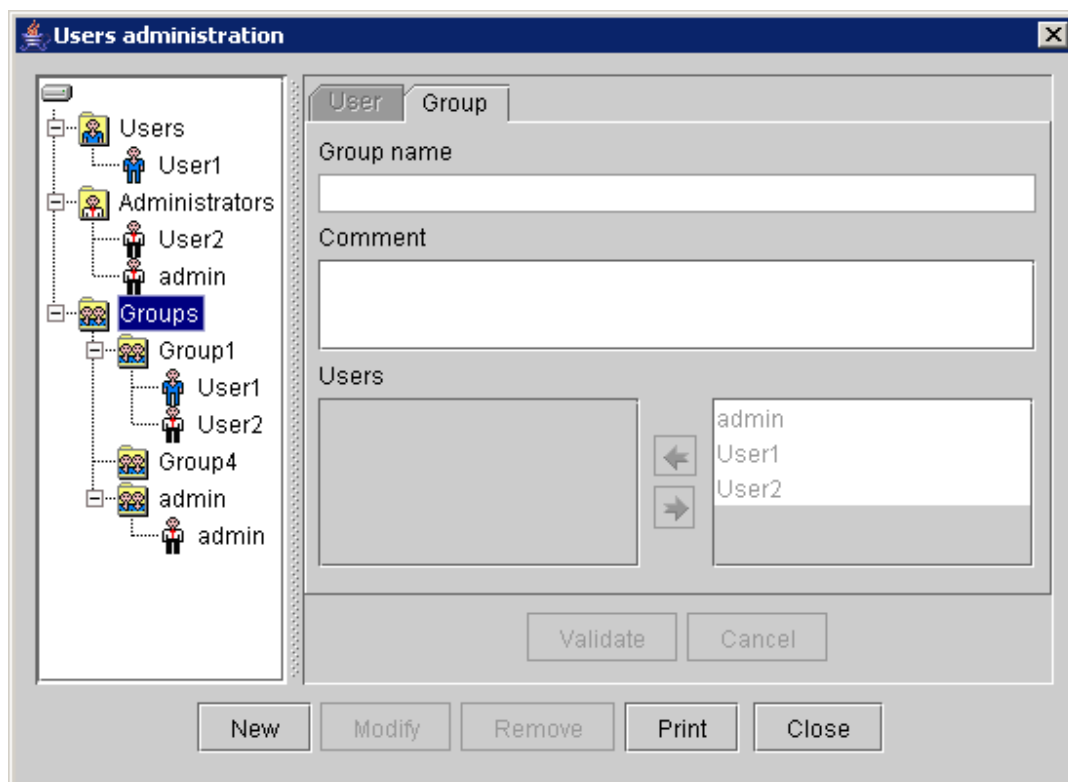 Users administration
Users
User1
Administrators
User2
admin
Groups
Group1
User1
User2
Group4
admin
admin
User Group
Group name
Comment
Users
admin
User1
User2
Validate Cancel
New Modify Remove Print Close